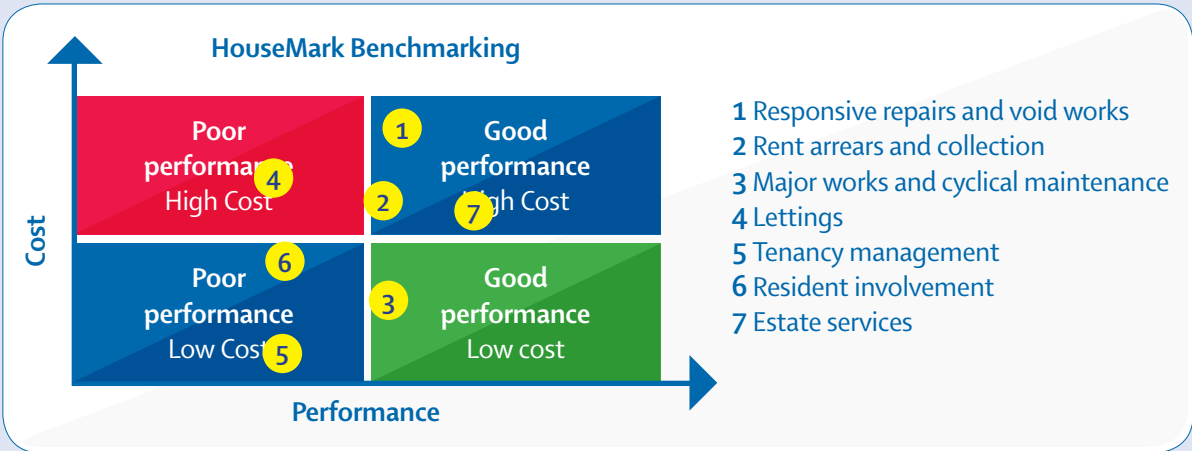 HouseMark Benchmarking
Cost
Poor
performance
High Cost
4
1
2
Good
performance
High Cost
7
Poor
performance
Low Cost
6
5
3
Good
performance
Low cost
Performance
1 Responsive repairs and void works
2 Rent arrears and collection
3 Major works and cyclical maintenance
4 Lettings
5 Tenancy management
6 Resident involvement
7 Estate services